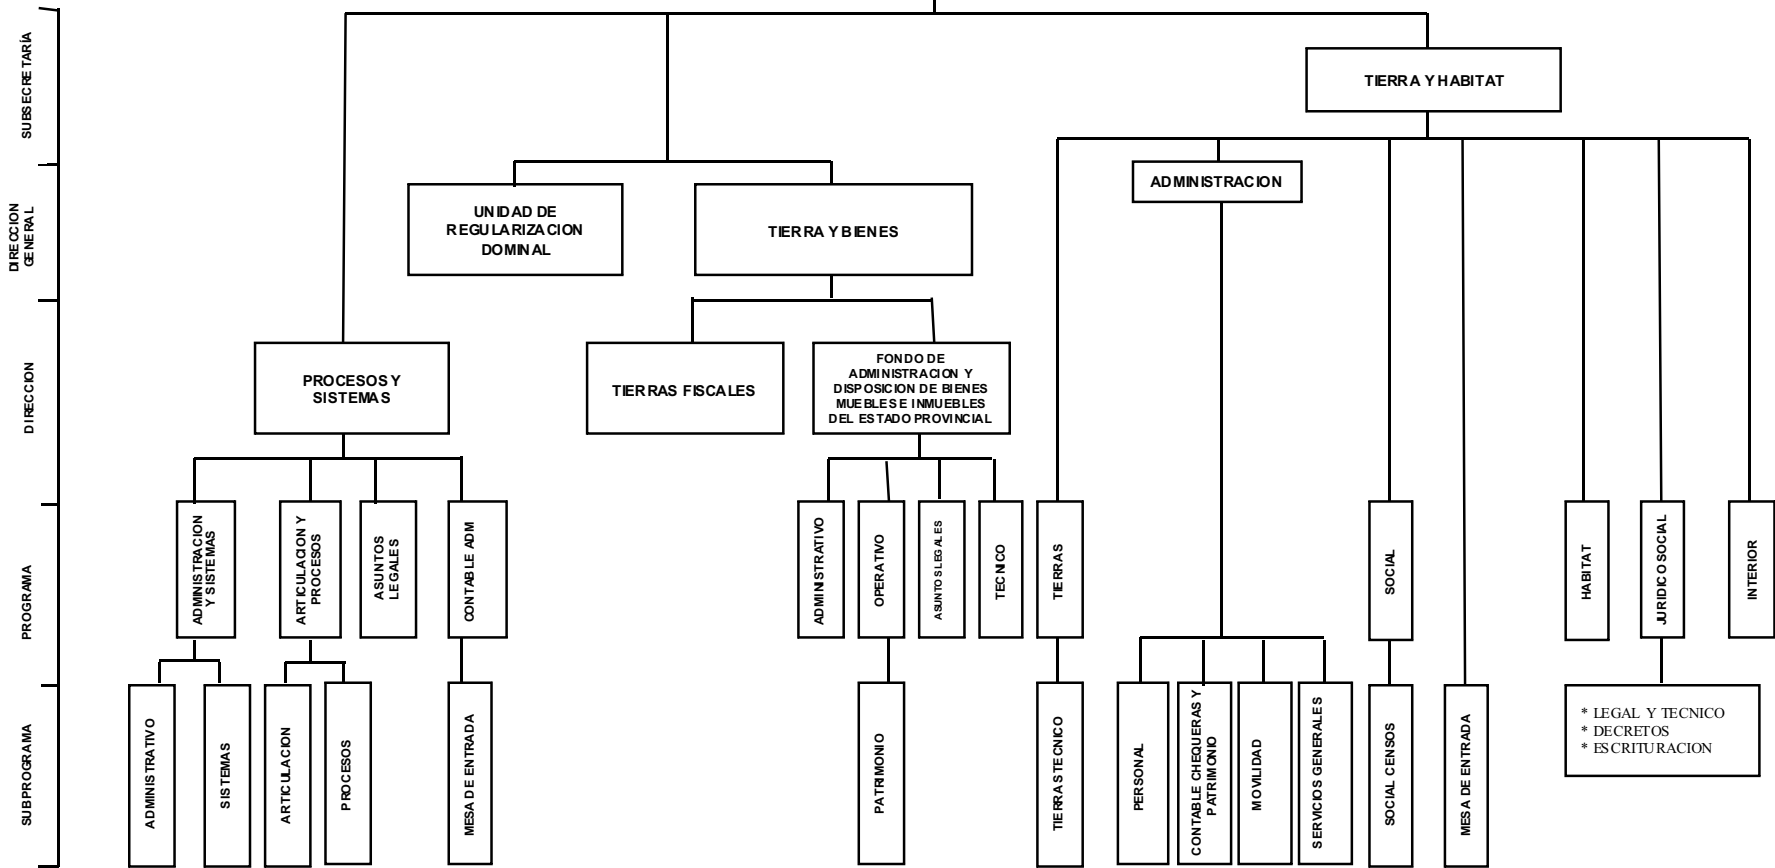 SUBSECRETARÍA
TIERRA Y HABITAT
DIRECCION
GENERAL
UNIDAD DE
REGULARIZACION
DOMINAL
TIERRA Y BIENES
ADMINISTRACION
DIRECCION
PROCESOS Y
SISTEMAS
TIERRAS FISCALES
FONDO DE
ADMINISTRACION Y
DISPOSICION DE BIENES
MUEBLES E INMUEBLES
DEL ESTADO PROVINCIAL
PROGRAMA
ADMINISTRACION
Y SISTEMAS
ARTICULACION Y
PROCESOS
ASUNTOS
LEGALES
CONTABLE ADM
ADMINISTRATIVO
OPERATIVO
ASUNTOS LEGALES
TECNICO
TIERRAS
SOCIAL
HABITAT
JURIDICO SOCIAL
INTERIOR
SUBPROGRAMA
ADMINISTRATIVO
SISTEMAS
ARTICULACION
PROCESOS
MESA DE ENTRADA
PATRIMONIO
TIERRAS TECNICO
PERSONAL
CONTABLE CHEQUERAS Y
PATRIMONIO
MOVILIDAD
SERVICIOS GENERALES
SOCIAL CENSOS
MESA DE ENTRADA
* LEGAL Y TECNICO
* DECRETOS
* ESCRITURACION